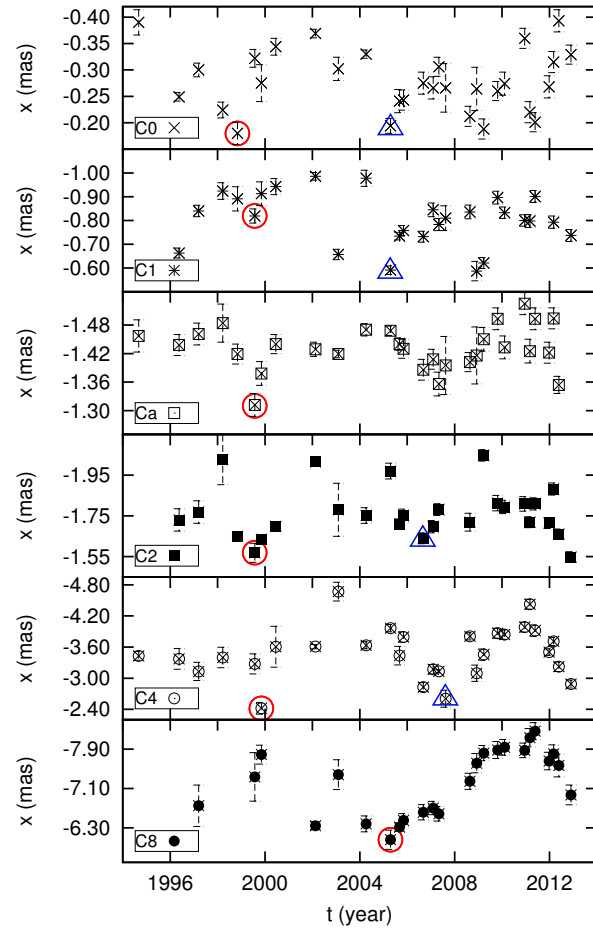 x (mas)
-0.40
-0.35
-0.30
-0.25
-0.20
C0
x (mas)
-1.00
-0.90
-0.80
-0.70
-0.60
C1
x (mas)
-1.48
-1.42
-1.36
-1.30
Ca
x (mas)
-1.95
-1.75
-1.55
C2
x (mas)
-4.80
-4.20
-3.60
-3.00
-2.40
C4
x (mas)
-7.90
-7.10
-6.30
C8
1996 2000 2004 2008 2012
t (year)